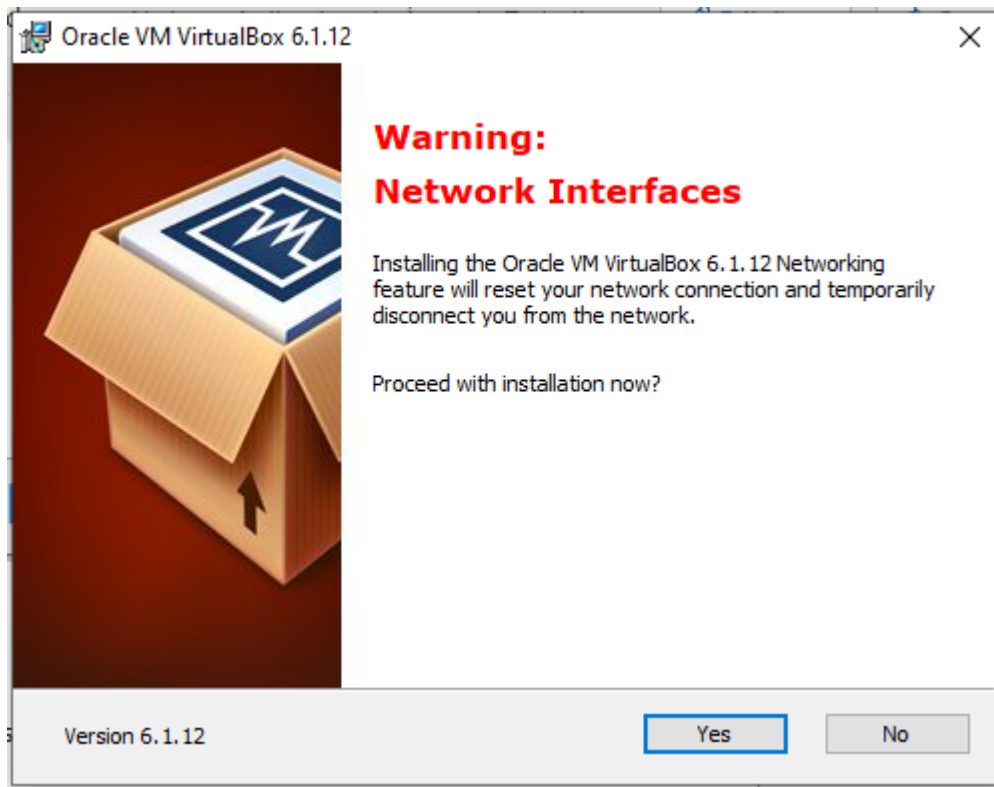 Oracle VM VirtualBox 6.1.12
Warning:
Network Interfaces
Installing the Oracle VM VirtualBox 6.1.12 Networking
feature will reset your network connection and temporarily
disconnect you from the network.
Proceed with installation now?
Version 6.1.12
Yes
No